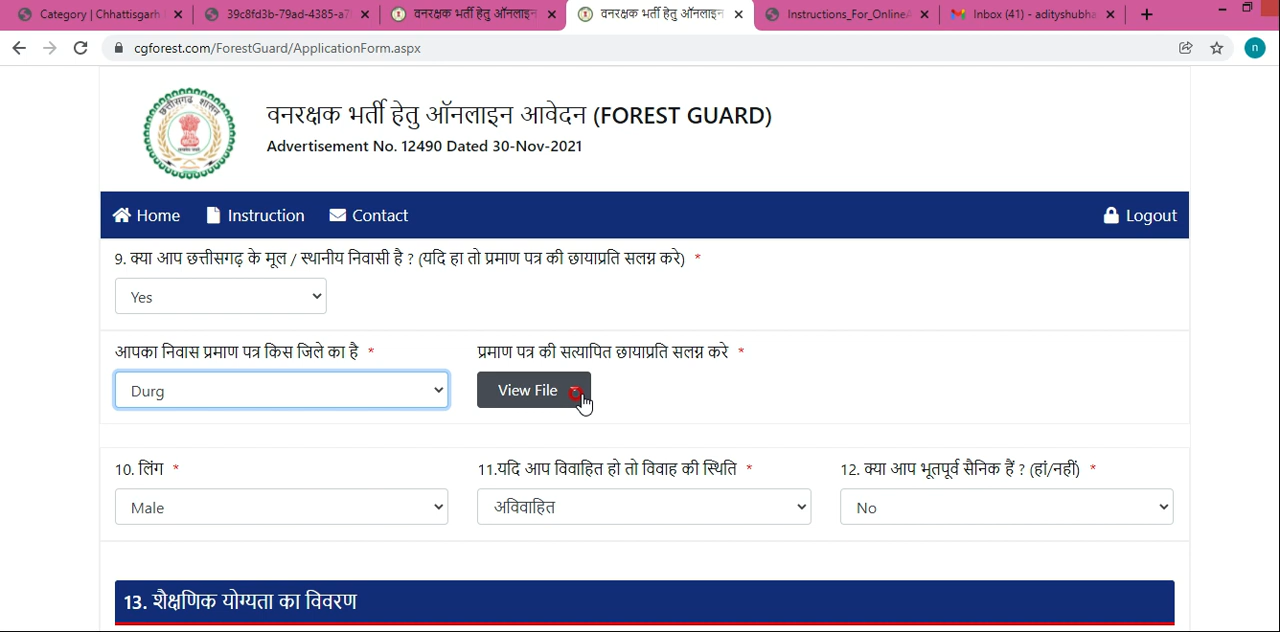 Category | Chhattisgarh
39c8fd3b-79ad-4385-a7
वनरक्षक भर्ती हेतु ऑनलाइन
वनरक्षक भर्ती हेतु ऑनलाइन
Instructions_For_Online
Inbox (41) - adityshubha
cgforest.com/ForestGuard/ApplicationForm.aspx
n
छत्तीसगढ़ शासन
वनरक्षक भर्ती हेतु ऑनलाइन आवेदन (FOREST GUARD)
Advertisement No. 12490 Dated 30-Nov-2021
Home Instruction Contact Logout
9. क्या आप छत्तीसगढ़ के मूल / स्थानीय निवासी है ? (यदि हा तो प्रमाण पत्र की छायाप्रति सलग्न करे) *
Yes
आपका निवास प्रमाण पत्र किस जिले का है * प्रमाण पत्र की सत्यापित छायाप्रति सलग्न करे *
Durg View File
10. लिंग * 11.यदि आप विवाहित हो तो विवाह की स्थिति * 12. क्या आप भूतपूर्व सैनिक हैं ? (हां/नहीं) *
Male अविवाहित No
13. शैक्षणिक योग्यता का विवरण